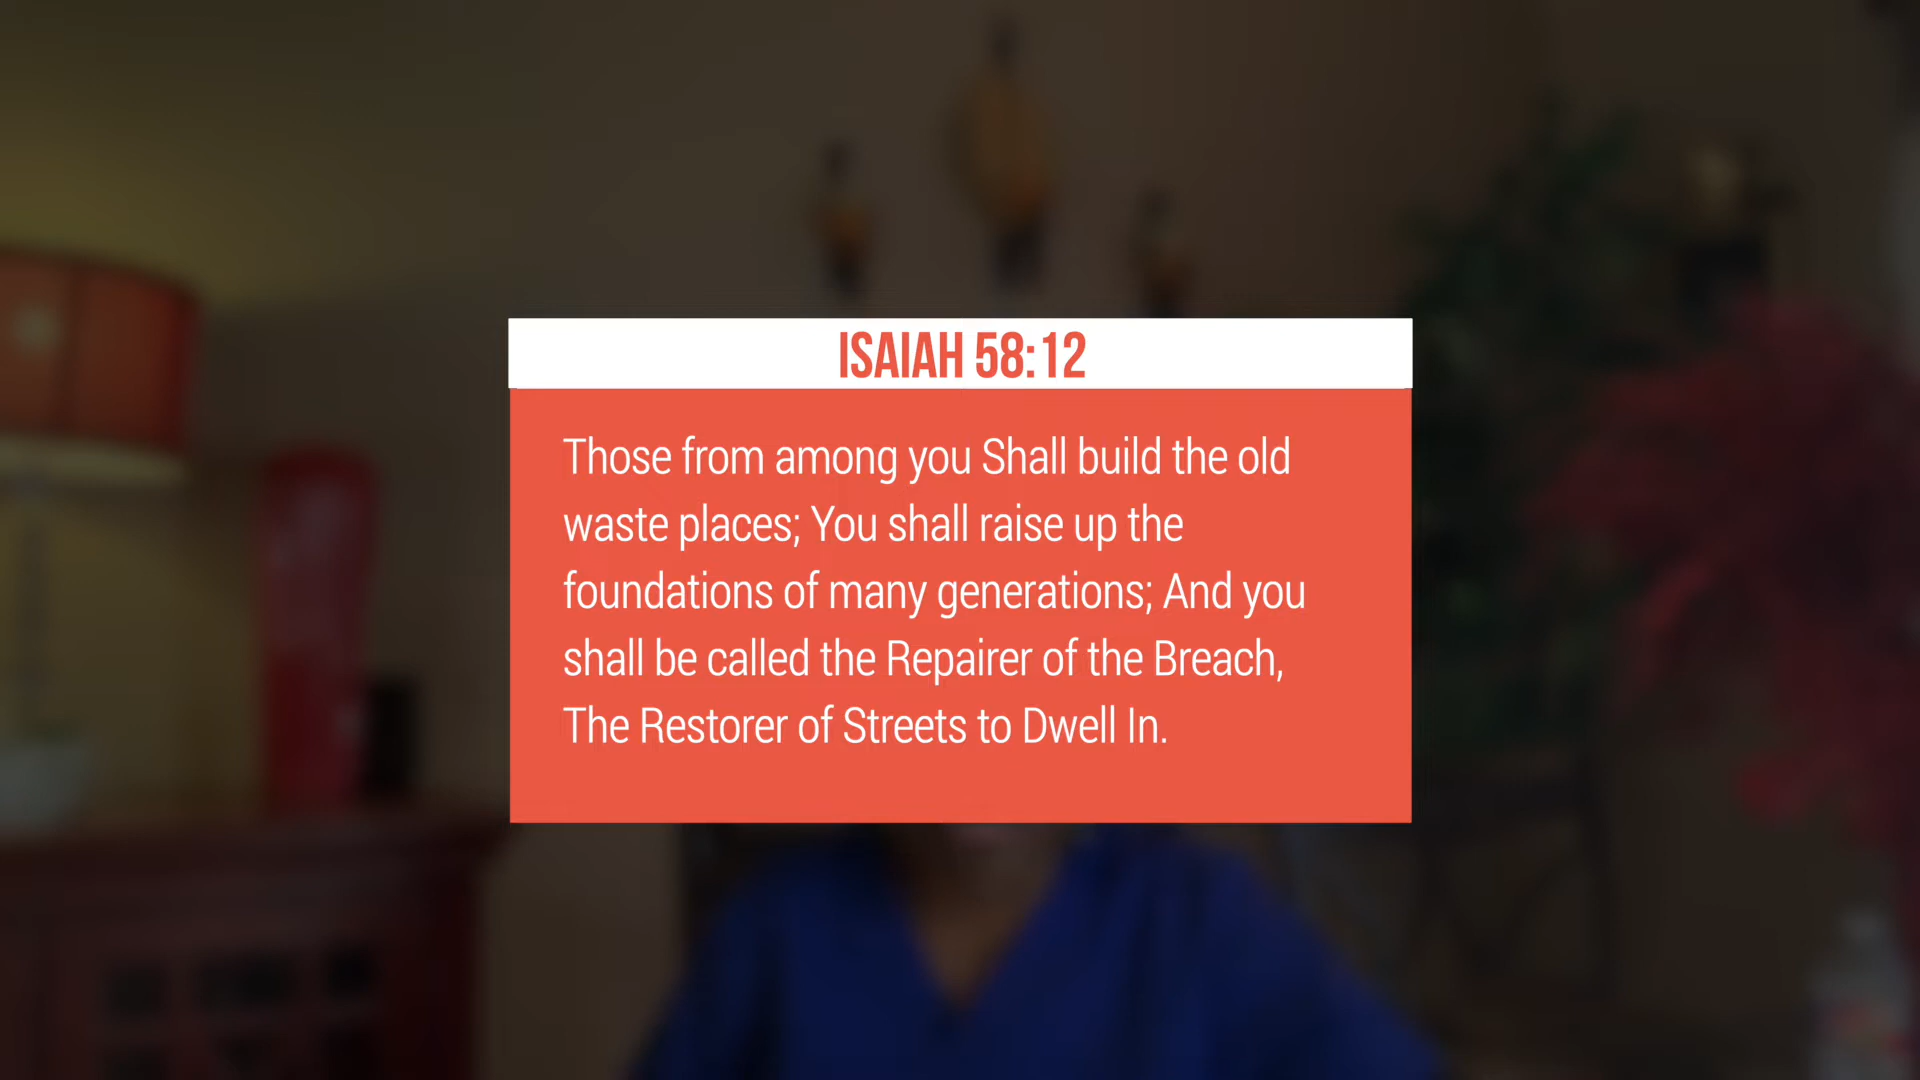 ISAIAH 58:12
Those from among you Shall build the old
waste places; You shall raise up the
foundations of many generations; And you
shall be called the Repairer of the Breach,
The Restorer of Streets to Dwell In.